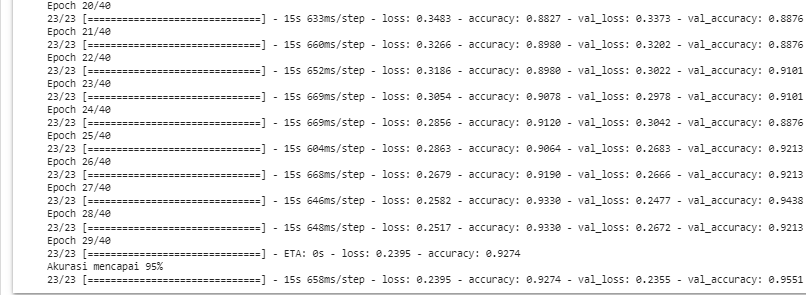 Epoch 20/40
23/23 [==============================] - 15s 633ms/step - loss: 0.3483 - accuracy: 0.8827 - val_loss: 0.3373 - val_accuracy: 0.8876
Epoch 21/40
23/23 [==============================] - 15s 660ms/step - loss: 0.3266 - accuracy: 0.8980 - val_loss: 0.3202 - val_accuracy: 0.8876
Epoch 22/40
23/23 [==============================] - 15s 652ms/step - loss: 0.3186 - accuracy: 0.8980 - val_loss: 0.3022 - val_accuracy: 0.9101
Epoch 23/40
23/23 [==============================] - 15s 669ms/step - loss: 0.3054 - accuracy: 0.9078 - val_loss: 0.2978 - val_accuracy: 0.9101
Epoch 24/40
23/23 [==============================] - 15s 669ms/step - loss: 0.2856 - accuracy: 0.9120 - val_loss: 0.3042 - val_accuracy: 0.8876
Epoch 25/40
23/23 [==============================] - 15s 604ms/step - loss: 0.2863 - accuracy: 0.9064 - val_loss: 0.2683 - val_accuracy: 0.9213
Epoch 26/40
23/23 [==============================] - 15s 668ms/step - loss: 0.2679 - accuracy: 0.9190 - val_loss: 0.2666 - val_accuracy: 0.9213
Epoch 27/40
23/23 [==============================] - 15s 646ms/step - loss: 0.2582 - accuracy: 0.9330 - val_loss: 0.2477 - val_accuracy: 0.9438
Epoch 28/40
23/23 [==============================] - 15s 648ms/step - loss: 0.2517 - accuracy: 0.9330 - val_loss: 0.2672 - val_accuracy: 0.9213
Epoch 29/40
23/23 [==============================] - ETA: 0s - loss: 0.2395 - accuracy: 0.9274
Akurasi mencapai 95%
23/23 [==============================] - 15s 658ms/step - loss: 0.2395 - accuracy: 0.9274 - val_loss: 0.2355 - val_accuracy: 0.9551